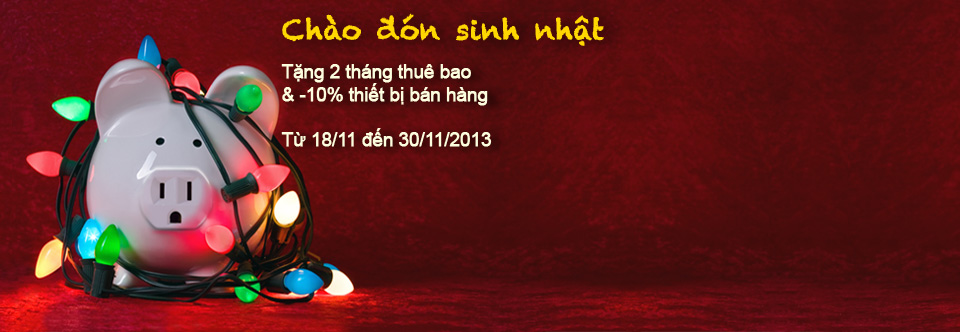 Chào đón sinh nhật
Tặng 2 tháng thuê bao
& -10% thiết bị bán hàng
Từ 18/11 đến 30/11/2013